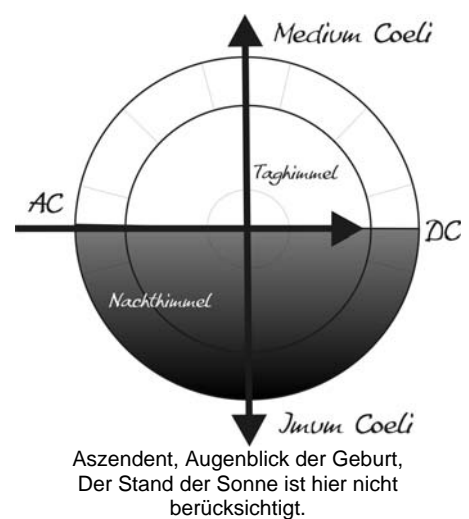 Medium Coeli
Taghimmel
AC
DC
Nachthimmel
Imum Coeli
Aszendent, Augenblick der Geburt,
Der Stand der Sonne ist hier nicht
berücksichtigt.